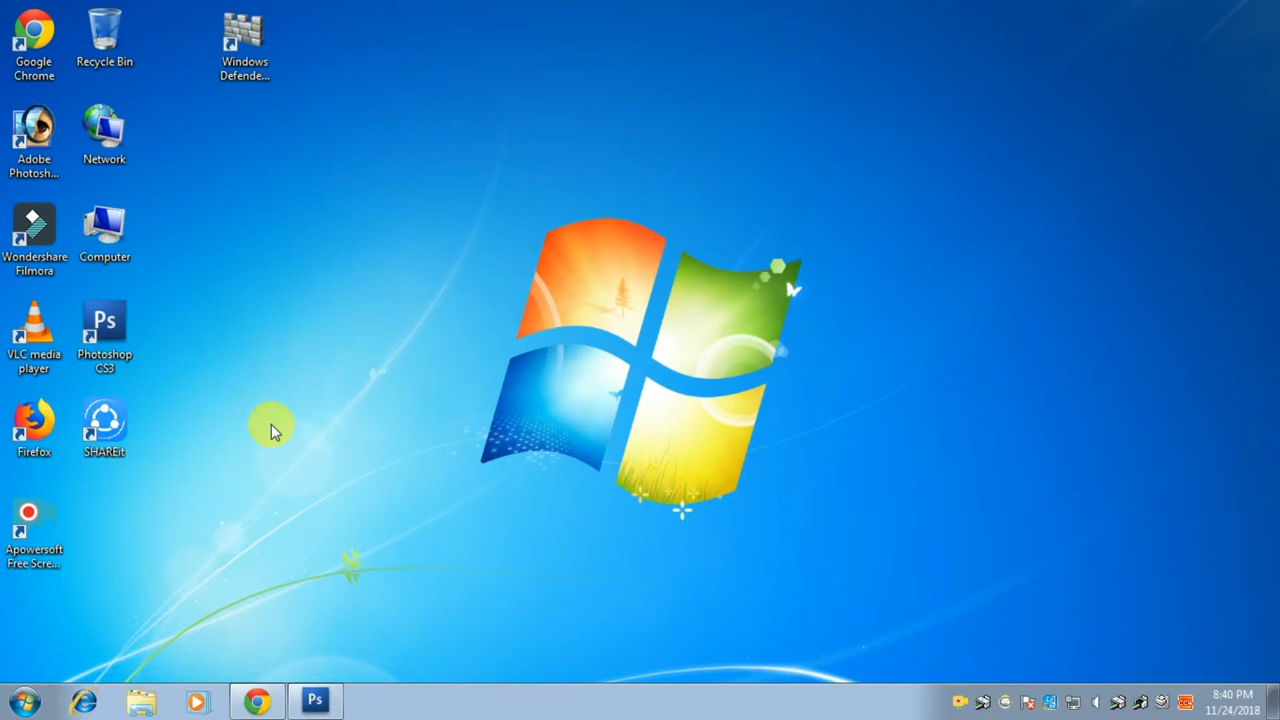 Google
Chrome
Recycle Bin
Windows
Defende...
Adobe
Photosh...
Network
Wondershare
Filmora
Computer
VLC media
player
Ps
Photoshop
CS3
Firefox
SHAREit
Apowersoft
Free Scre...
Ps
8:40 PM
11/24/2018